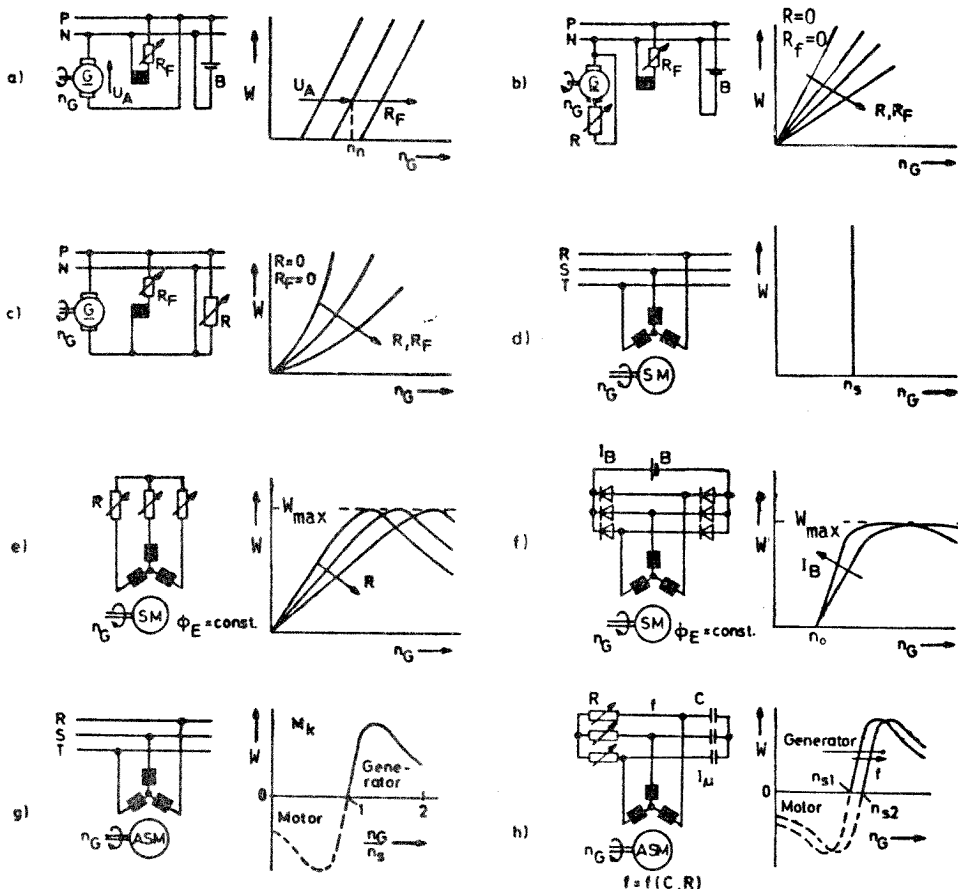 a)
P
N
G
n_G
U_A
R_F
B
W
U_A
R_F
n_n
n_G
b)
P
N
G
n_G
R
R_F
B
R=0
R_f=0
W
R,R_F
n_G
c)
P
N
G
n_G
R_F
R
R=0
R_F=0
W
R,R_F
n_G
d)
R
S
T
n_G
SM
W
n_s
n_G
e)
R
n_G
SM
ϕ_E = const.
W_max
W
R
n_G
f)
I_B
B
n_G
SM
ϕ_E = const.
W_max
W
I_B
n_o
n_G
g)
R
S
T
n_G
ASM
W
M_k
Gene-
rator
0
1
2
Motor
n_G
n_s
h)
R
f
C
I_μ
n_G
ASM
f = f(C,R)
W
Generator
f
n_s1
0
n_s2
Motor
n_G